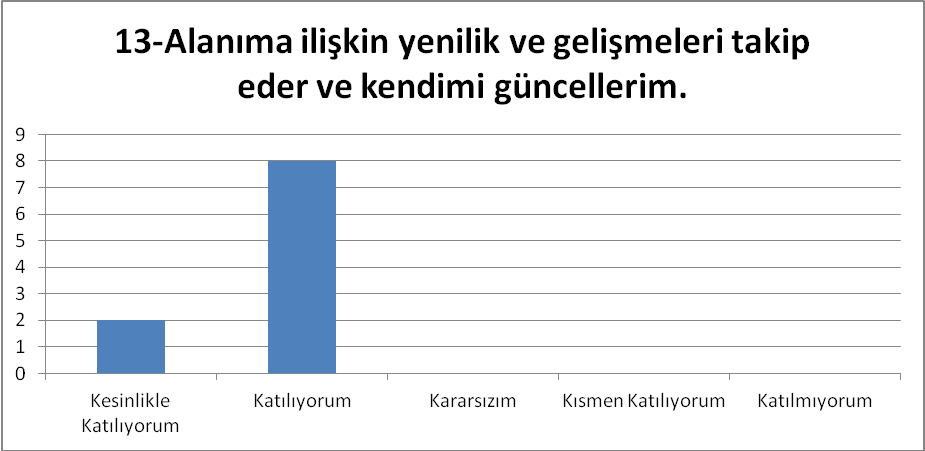 13-Alanıma ilişkin yenilik ve gelişmeleri takip
eder ve kendimi güncellerim.
9
8
7
6
5
4
3
2
1
0
Kesinlikle
Katılıyorum
Katılıyorum
Kararsızım
Kısmen Katılıyorum
Katılmıyorum